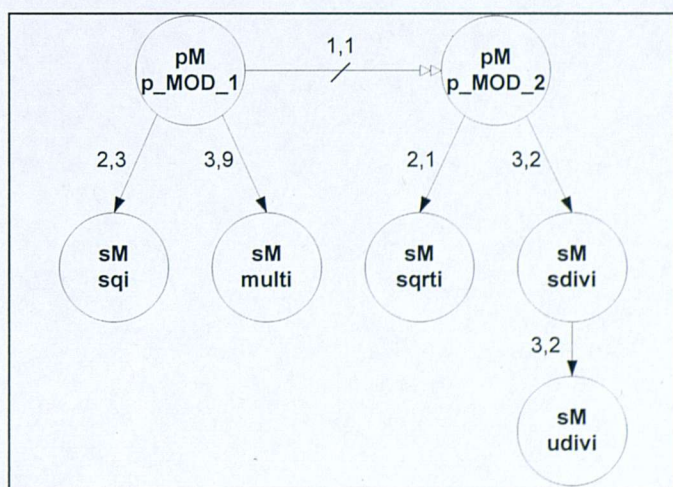 pM
p_MOD_1
1,1
pM
p_MOD_2
2,3
3,9
2,1
3,2
sM
sqi
sM
multi
sM
sqrti
sM
sdivi
3,2
sM
udivi